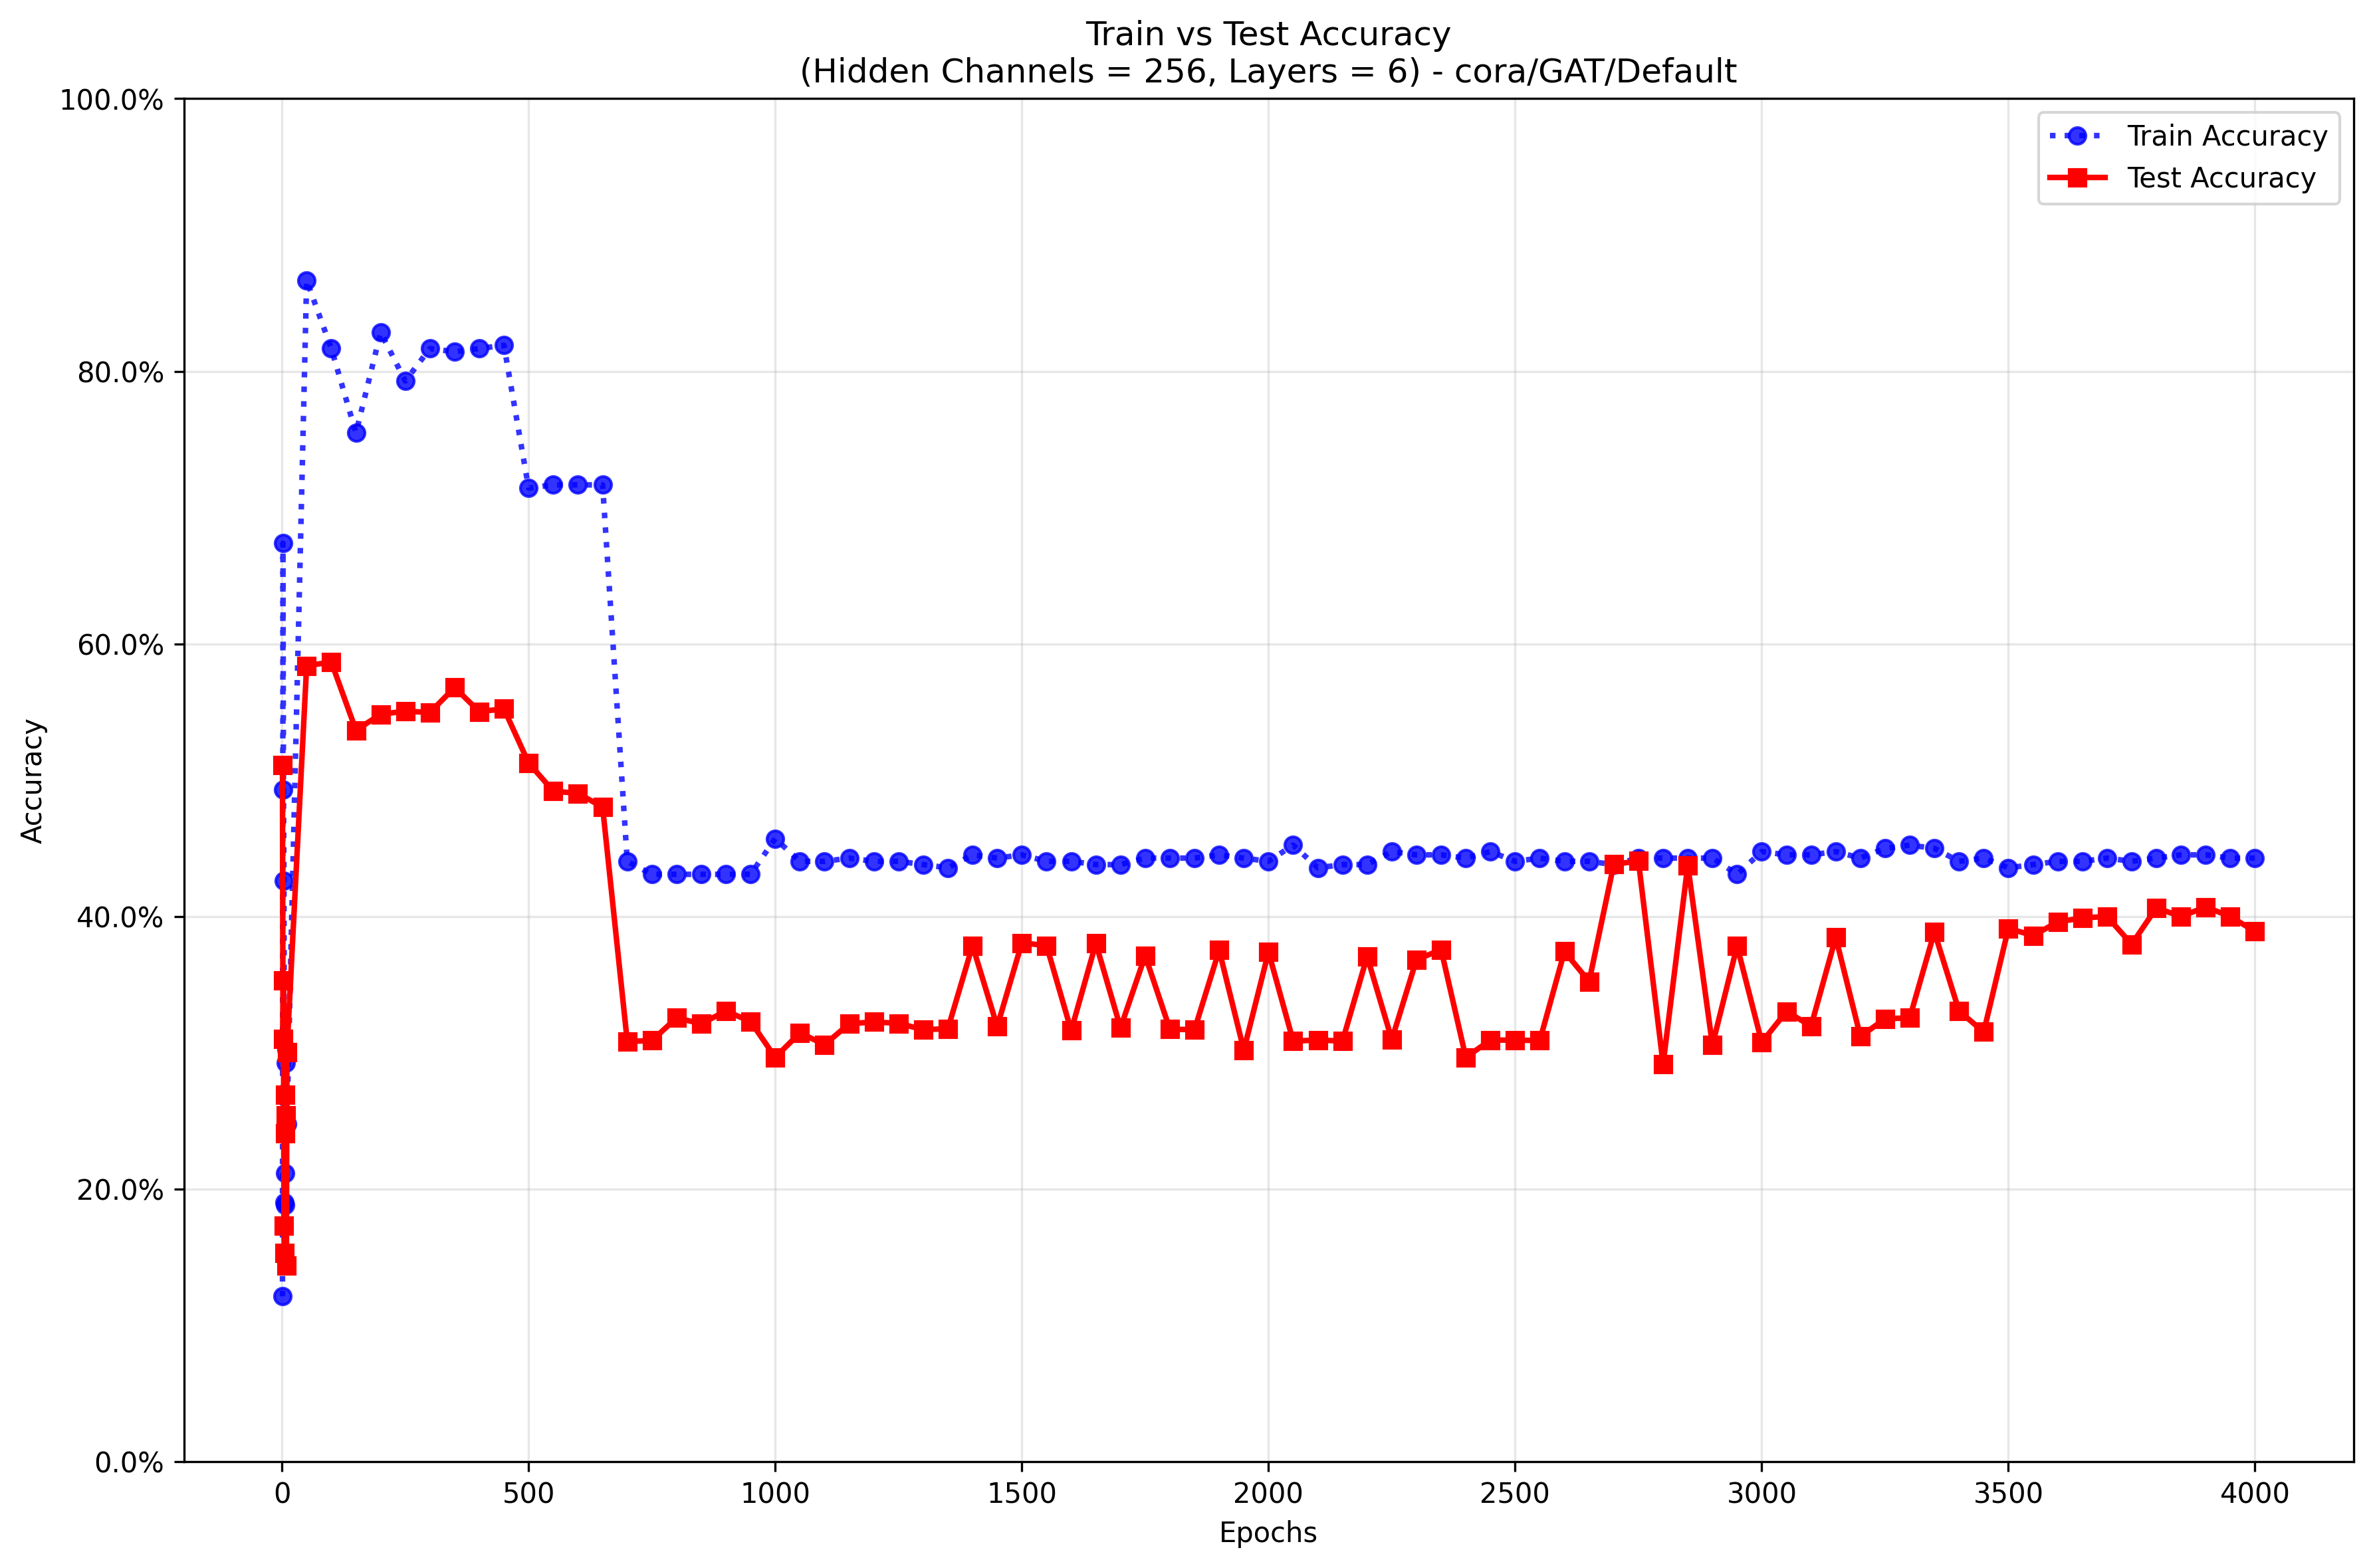 Train vs Test Accuracy
(Hidden Channels = 256, Layers = 6) - cora/GAT/Default
100.0%
80.0%
60.0%
40.0%
20.0%
0.0%
Accuracy
Train Accuracy
Test Accuracy
0 500 1000 1500 2000 2500 3000 3500 4000
Epochs